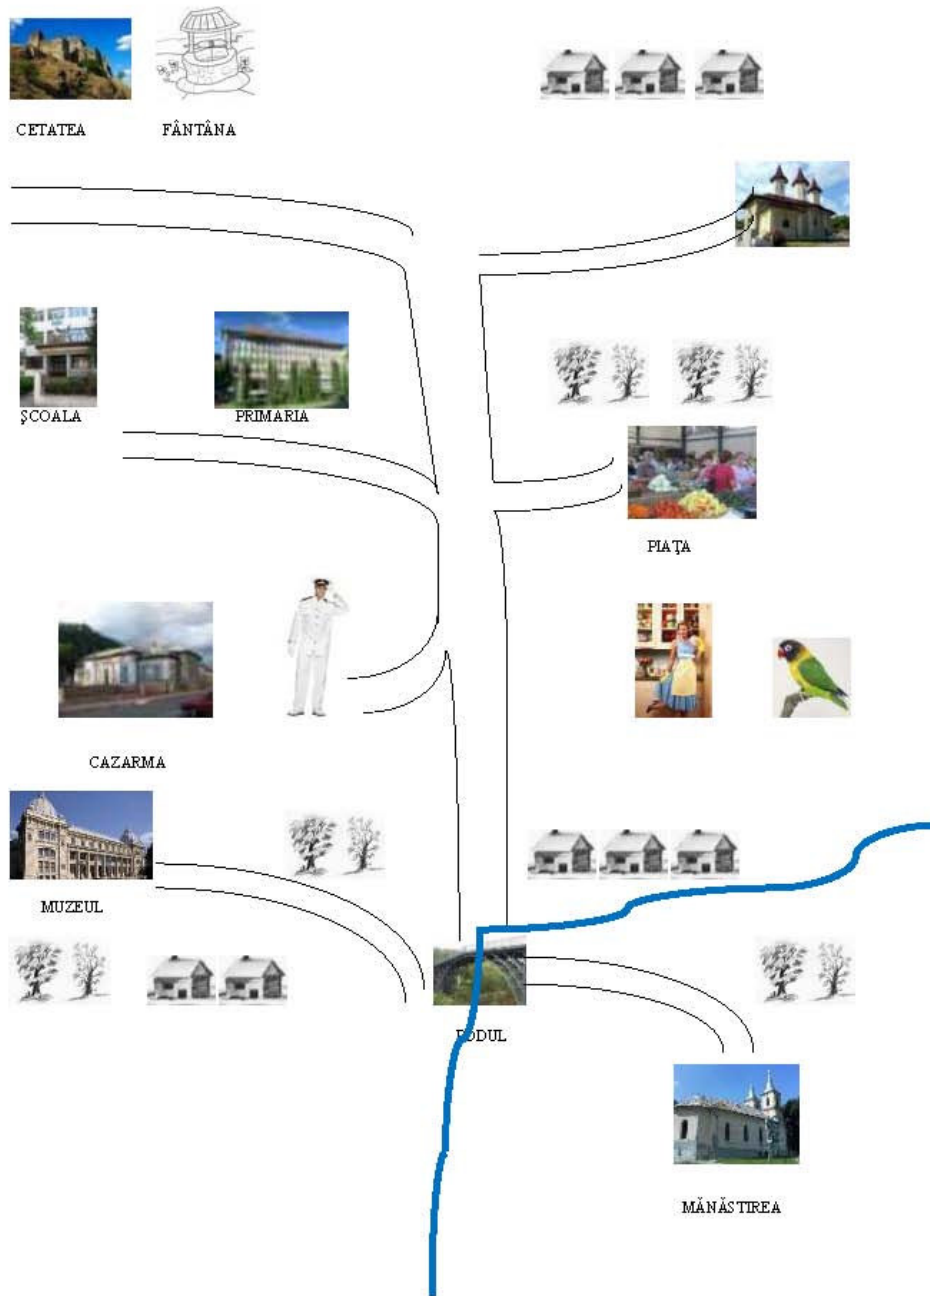 CETATEA
FÂNTÂNA
ŞCOALA
PRIMARIA
PIAŢA
CAZARMA
MUZEUL
PODUL
MĂNĂSTIREA